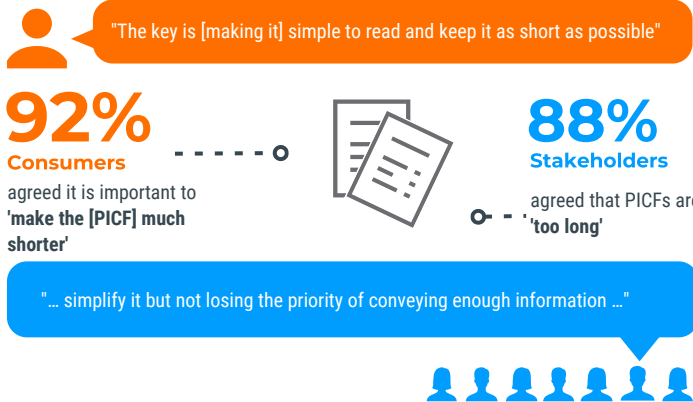 "The key is [making it] simple to read and keep it as short as possible"
92%
Consumers
agreed it is important to
'make the [PICF] much
shorter'
88%
Stakeholders
agreed that PICFs are
'too long'
"... simplify it but not losing the priority of conveying enough information ..."